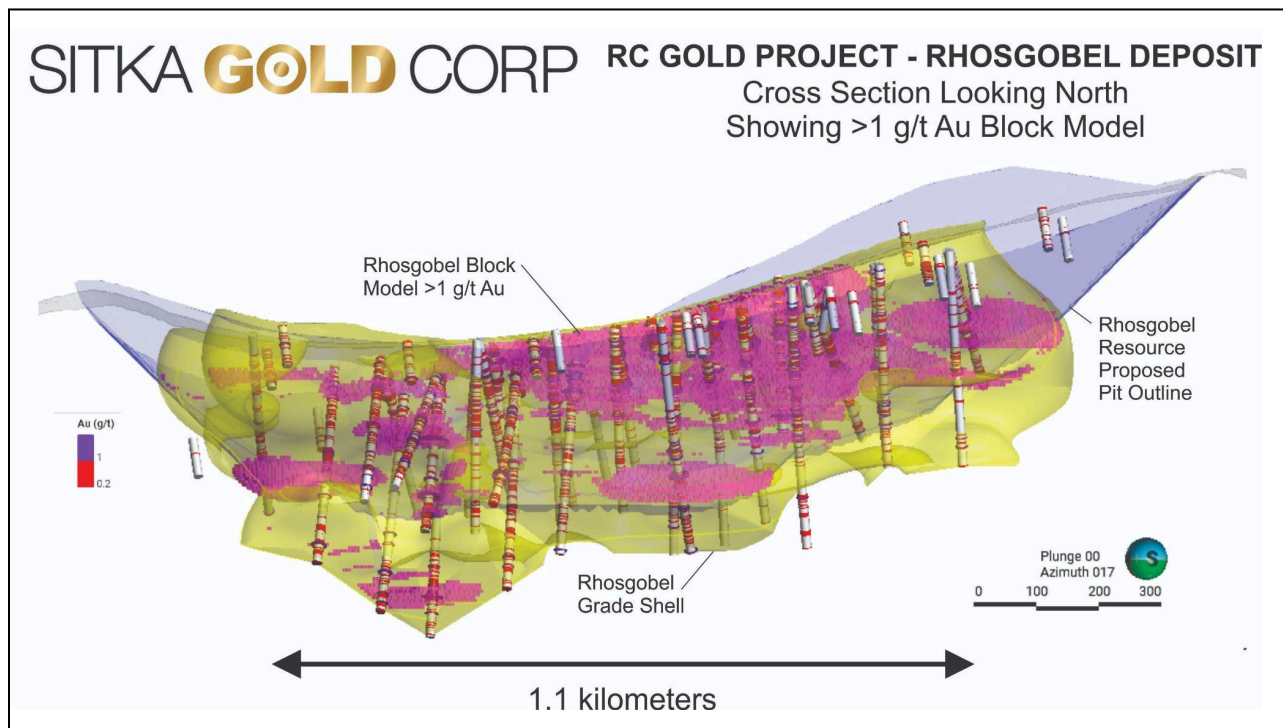 SITKA GOLD CORP
RC GOLD PROJECT - RHOSGOBEL DEPOSIT
Cross Section Looking North
Showing >1 g/t Au Block Model
Rhosgobel Block
Model >1 g/t Au
Rhosgobel
Resource
Proposed
Pit Outline
Au (g/t)
1
0.2
Rhosgobel
Grade Shell
Plunge 00
Azimuth 017
S
0 100 200 300
1.1 kilometers